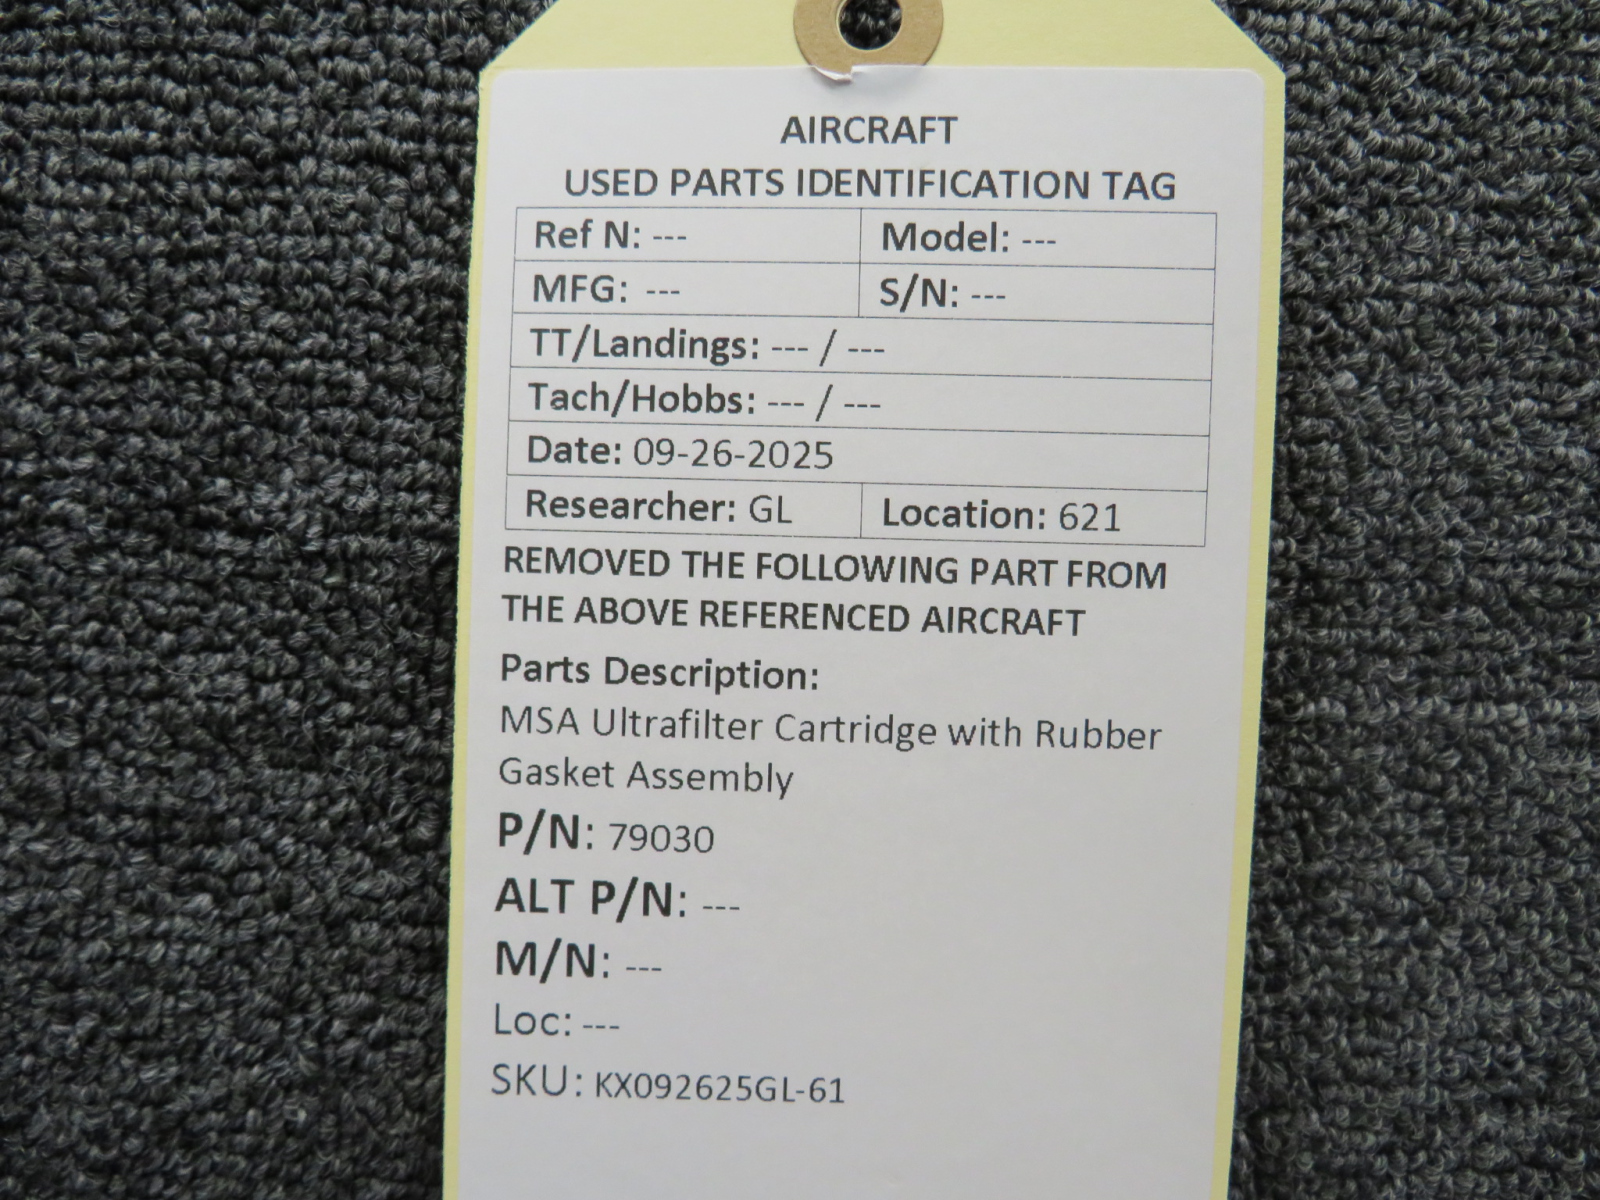 AIRCRAFT
USED PARTS IDENTIFICATION TAG
Ref N: --- Model: ---
MFG: --- S/N: ---
TT/Landings: --- / ---
Tach/Hobbs: --- / ---
Date: 09-26-2025
Researcher: GL Location: 621
REMOVED THE FOLLOWING PART FROM
THE ABOVE REFERENCED AIRCRAFT
Parts Description:
MSA Ultrafilter Cartridge with Rubber
Gasket Assembly
P/N: 79030
ALT P/N: ---
M/N: ---
Loc: ---
SKU: KX092625GL-61